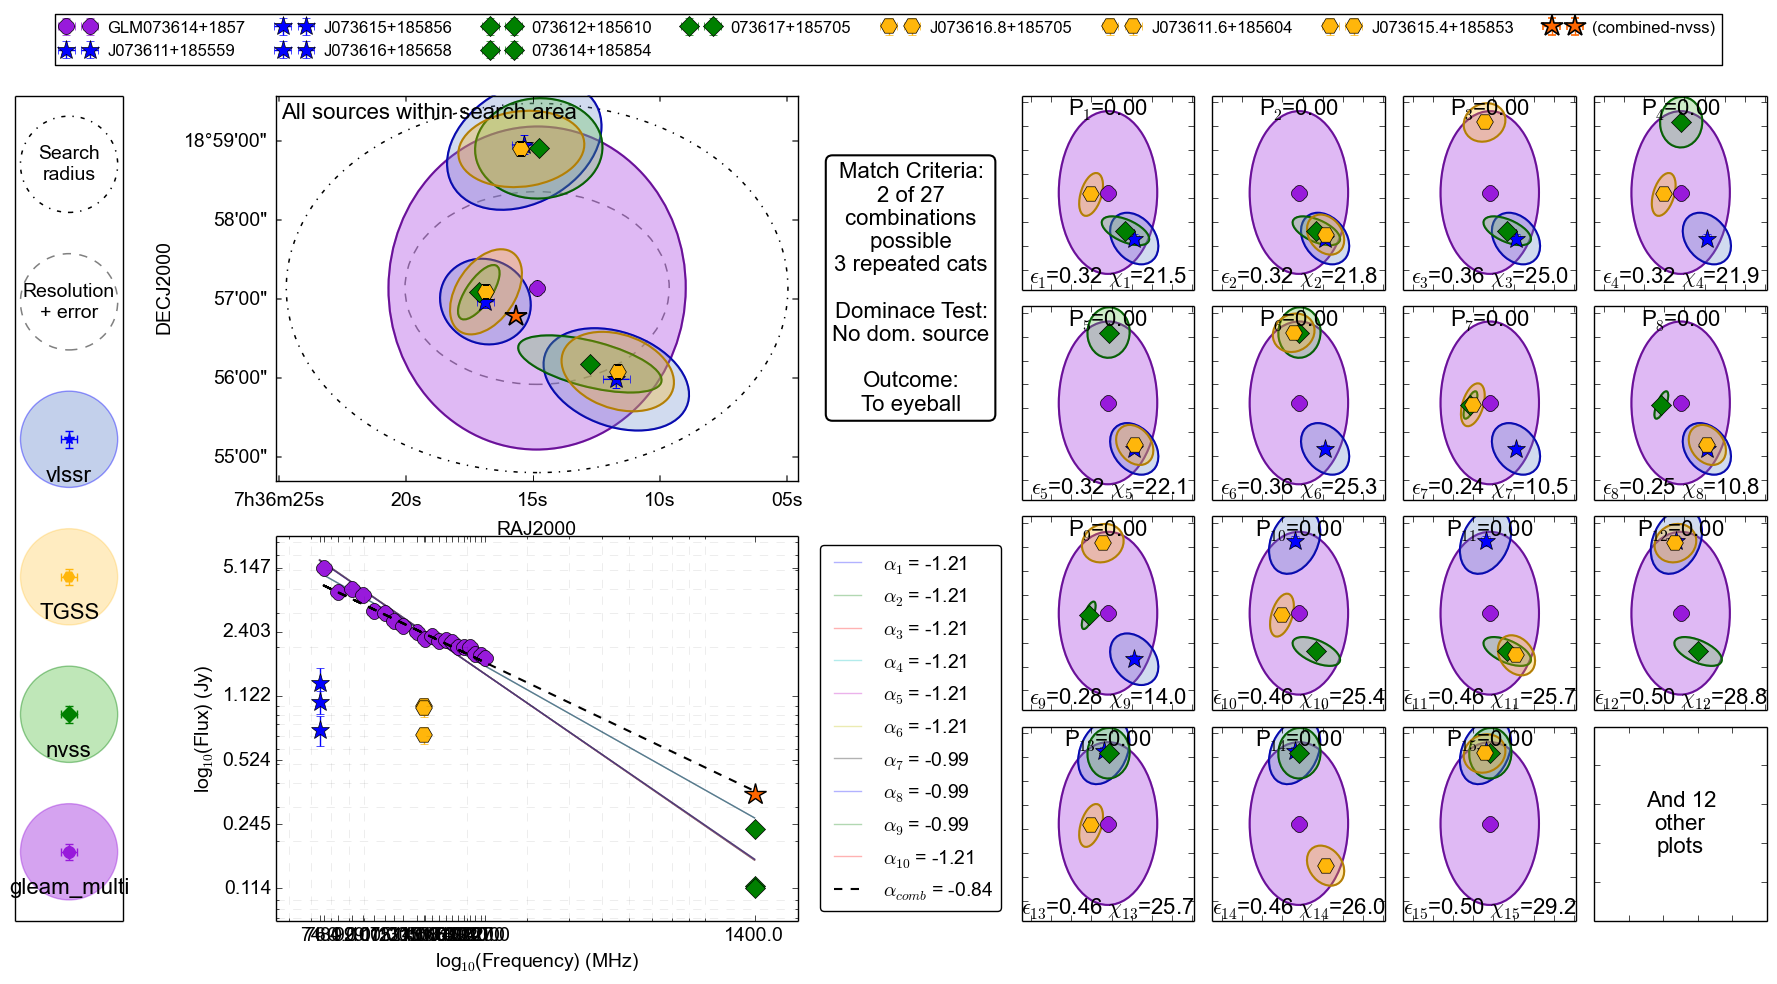 GLM073614+1857
J073615+185856
073612+185610
073617+185705
J073616.8+185705
J073611.6+185604
J073615.4+185853
(combined-nvss)
J073611+185559
J073616+185658
073614+185854
Search
radius
Resolution
+ error
vlssr
TGSS
nvss
gleam_multi
All sources within search area
DECJ2000
18°59'00"
58'00"
57'00"
56'00"
55'00"
7h36m25s
20s
15s
10s
05s
RAJ2000
Match Criteria:
2 of 27
combinations
possible
3 repeated cats
Dominace Test:
No dom. source
Outcome:
To eyeball
log10(Flux) (Jy)
5.147
2.403
1.122
0.524
0.245
0.114
1400.0
log10(Frequency) (MHz)
α1 = -1.21
α2 = -1.21
α3 = -1.21
α4 = -1.21
α5 = -1.21
α6 = -1.21
α7 = -0.99
α8 = -0.99
α9 = -0.99
α10 = -1.21
αcomb = -0.84
P1=0.00
ϵ1=0.32 χ1=21.5
P2=0.00
ϵ2=0.32 χ2=21.8
P3=0.00
ϵ3=0.36 χ3=25.0
P4=0.00
ϵ4=0.32 χ4=21.9
P5=0.00
ϵ5=0.32 χ5=22.1
P6=0.00
ϵ6=0.36 χ6=25.3
P7=0.00
ϵ7=0.24 χ7=10.5
P8=0.00
ϵ8=0.25 χ8=10.8
P9=0.00
ϵ9=0.28 χ9=14.0
P10=0.00
ϵ10=0.46 χ10=25.4
P11=0.00
ϵ11=0.46 χ11=25.7
P12=0.00
ϵ12=0.50 χ12=28.8
P13=0.00
ϵ13=0.46 χ13=25.7
P14=0.00
ϵ14=0.46 χ14=26.0
P15=0.00
ϵ15=0.50 χ15=29.2
And 12
other
plots